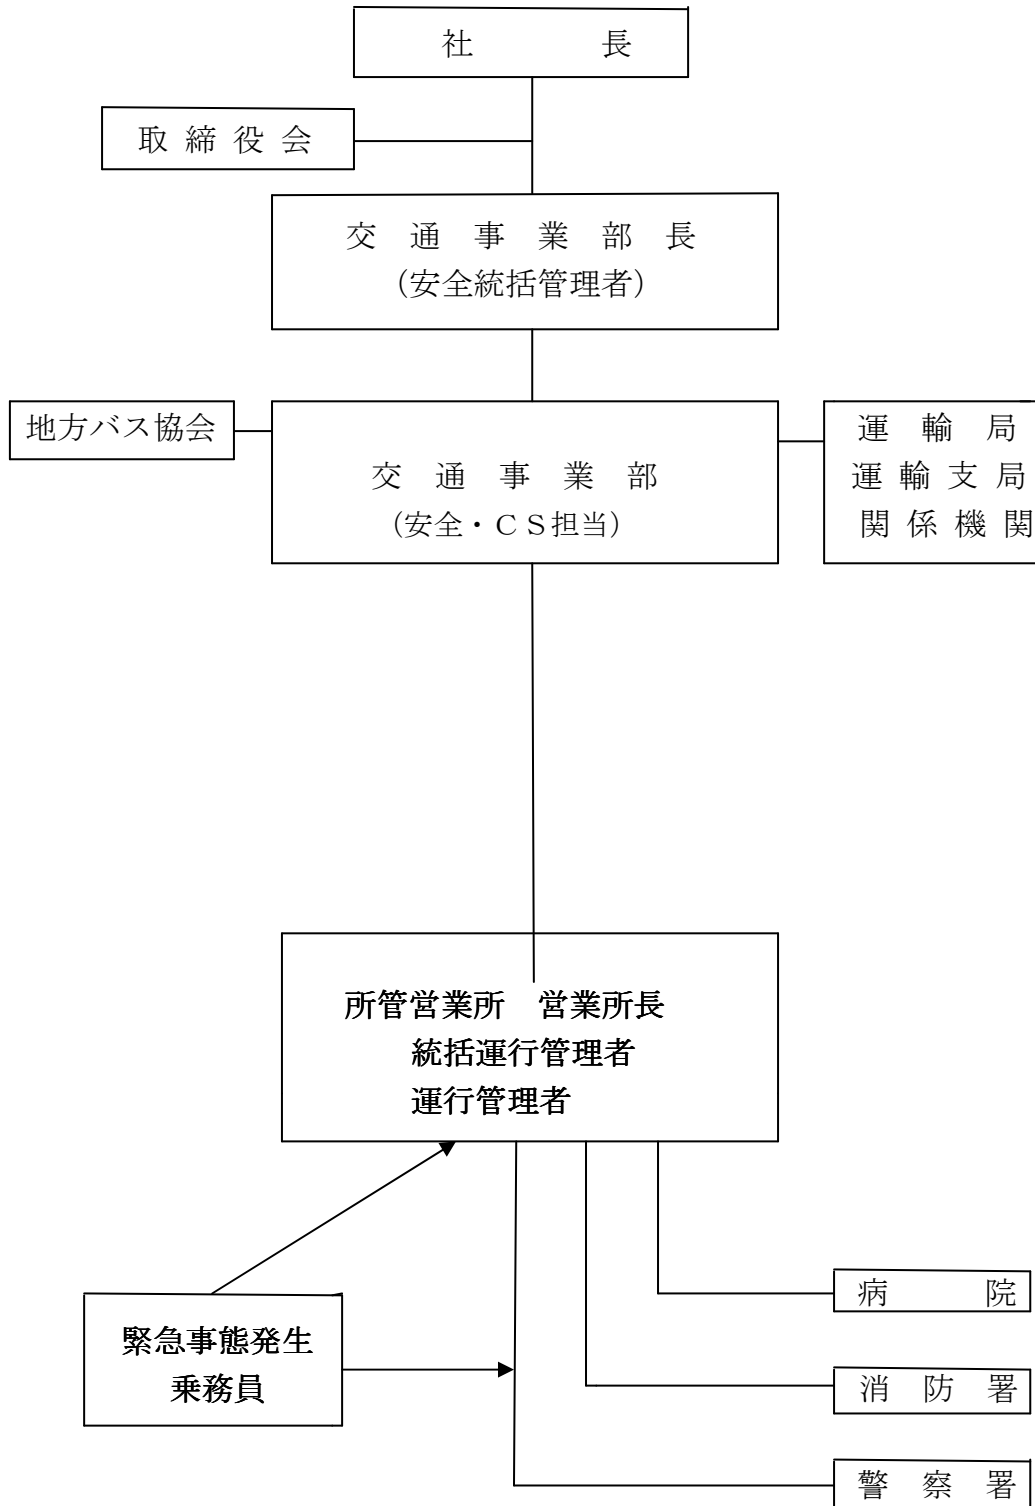 社　　　　長
取 締 役 会
交　通　事　業　部　長
（安全統括管理者）
地方バス協会
交　通　事　業　部
（安全・ＣＳ担当）
運　輸　局
運 輸 支 局
関 係 機 関
所管営業所　営業所長
統括運行管理者
運行管理者
緊急事態発生
乗務員
病　　　院
消　防　署
警　察　署